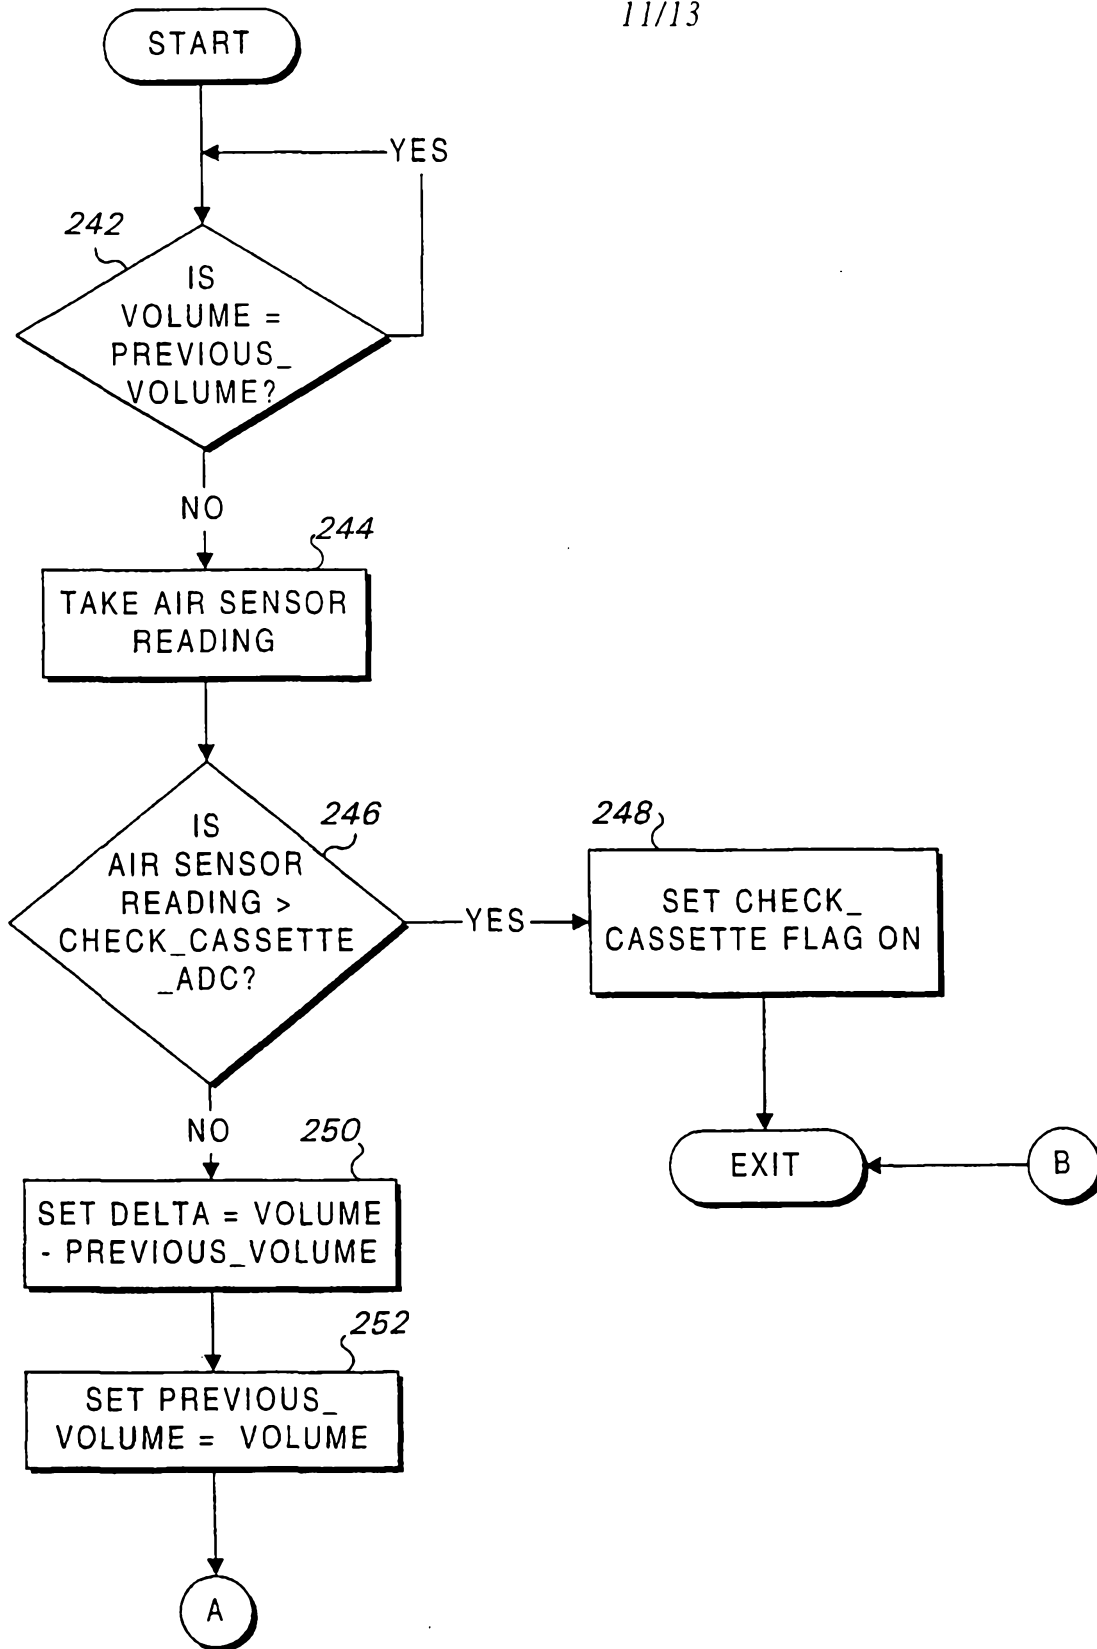 11/13
START
YES
242
IS
VOLUME =
PREVIOUS_
VOLUME?
NO
244
TAKE AIR SENSOR
READING
246
IS
AIR SENSOR
READING >
CHECK_CASSETTE
_ADC?
YES
248
SET CHECK_
CASSETTE FLAG ON
NO
250
EXIT
B
SET DELTA = VOLUME
- PREVIOUS_VOLUME
252
SET PREVIOUS_
VOLUME = VOLUME
A